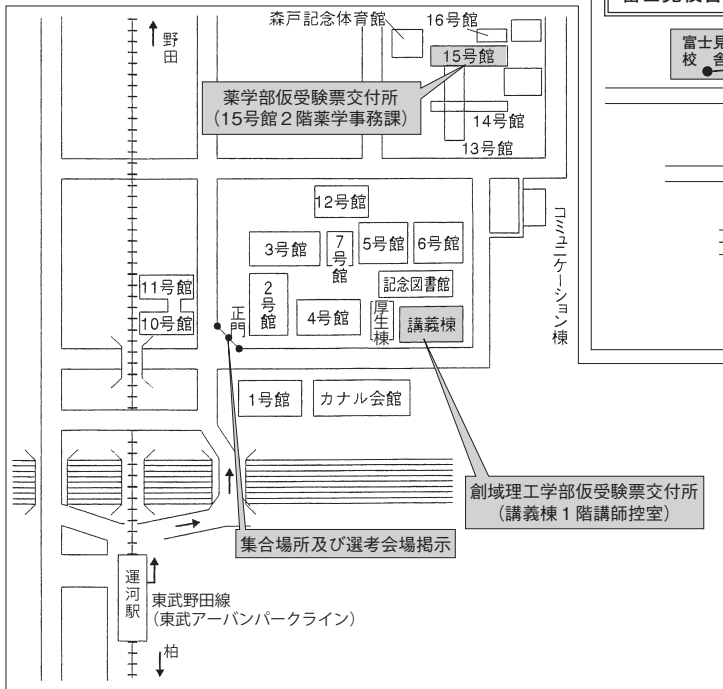 森戸記念体育館
16号館
15号館
野田
薬学部仮受験票交付所
(15号館2階薬学事務課)
14号館
13号館
12号館
3号館
7号館
5号館
6号館
コミュニケーション棟
記念図書館
11号館
10号館
2号館
正門
4号館
厚生棟
講義棟
1号館
カナル会館
創域理工学部仮受験票交付所
(講義棟1階講師控室)
集合場所及び選考会場掲示
運河駅
東武野田線
(東武アーバンパークライン)
柏
富士見
校舎